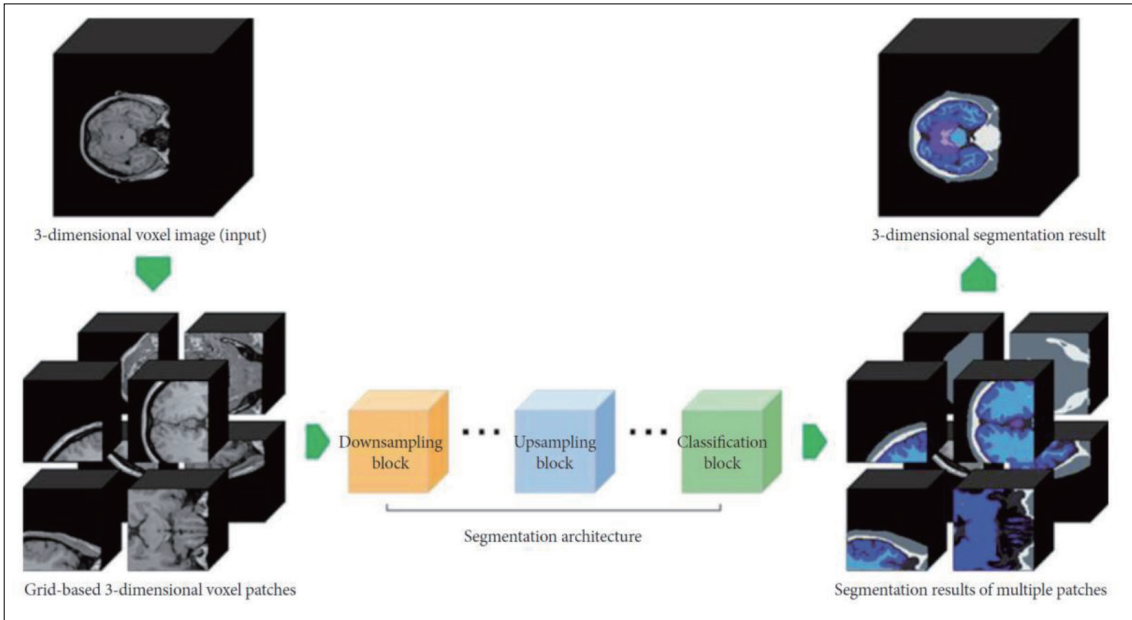 3-dimensional voxel image (input)
3-dimensional segmentation result
Downsampling
block
Upsampling
block
Classification
block
Segmentation architecture
Grid-based 3-dimensional voxel patches
Segmentation results of multiple patches